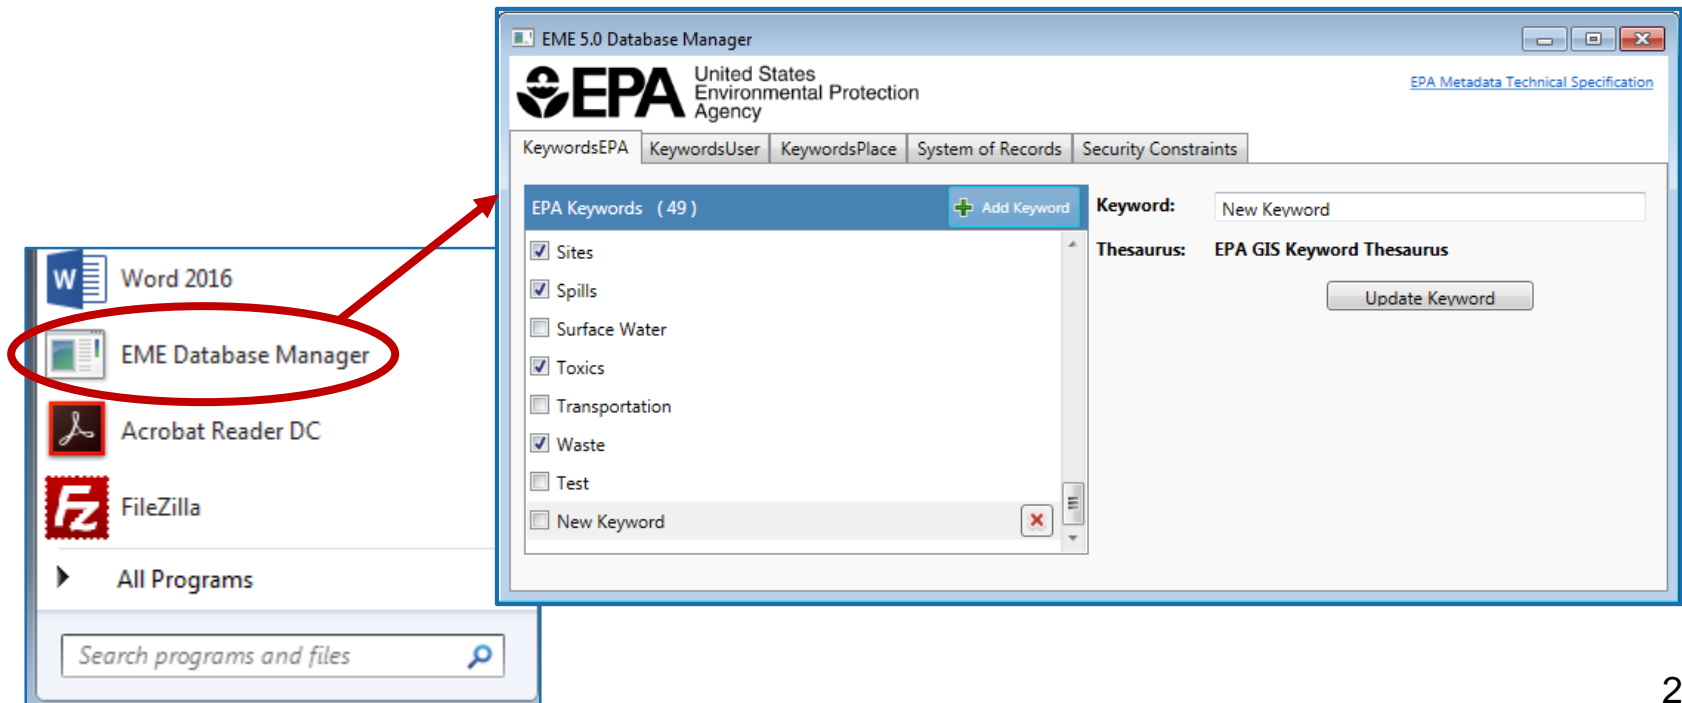 EME 5.0 Database Manager
EPA
United States
Environmental Protection
Agency
EPA Metadata Technical Specification
KeywordsEPA
KeywordsUser
KeywordsPlace
System of Records
Security Constraints
EPA Keywords ( 49 )
Add Keyword
Keyword:
New Keyword
Sites
Thesaurus:
EPA GIS Keyword Thesaurus
Spills
Update Keyword
Surface Water
Toxics
Transportation
Waste
Test
New Keyword
W
Word 2016
EME Database Manager
Acrobat Reader DC
Fz
FileZilla
All Programs
Search programs and files
2